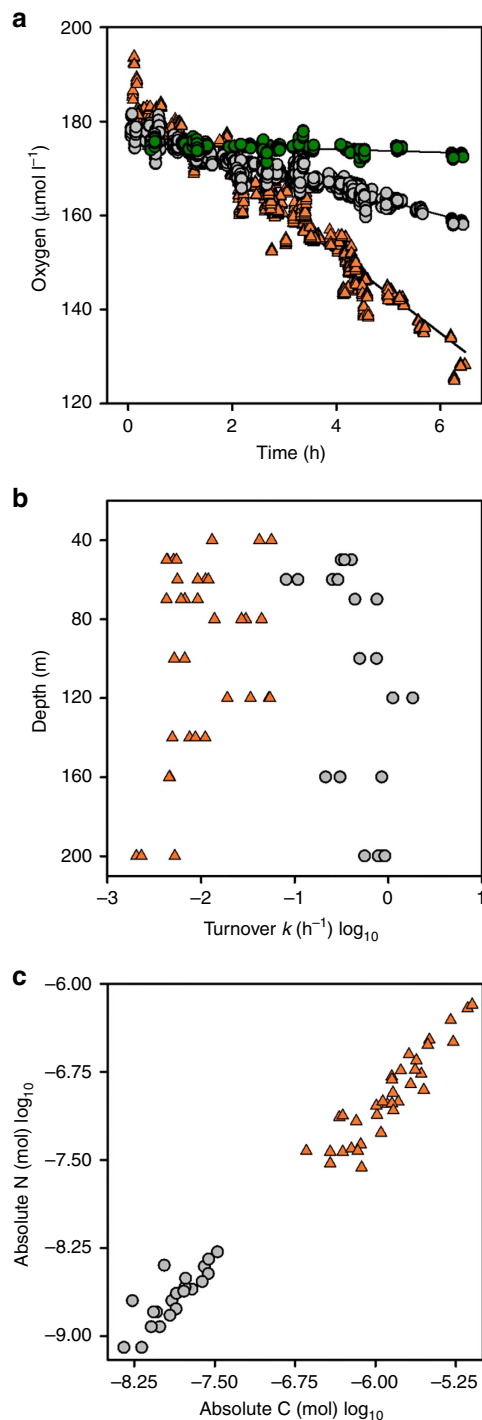 a
200
180
160
140
120
Oxygen (µmol l⁻¹)
0 2 4 6
Time (h)
b
40
80
120
160
200
Depth (m)
−3 −2 −1 0 1
Turnover k (h⁻¹) log₁₀
c
−6.00
−6.75
−7.50
−8.25
−9.00
Absolute N (mol) log₁₀
−8.25 −7.50 −6.75 −6.00 −5.25
Absolute C (mol) log₁₀